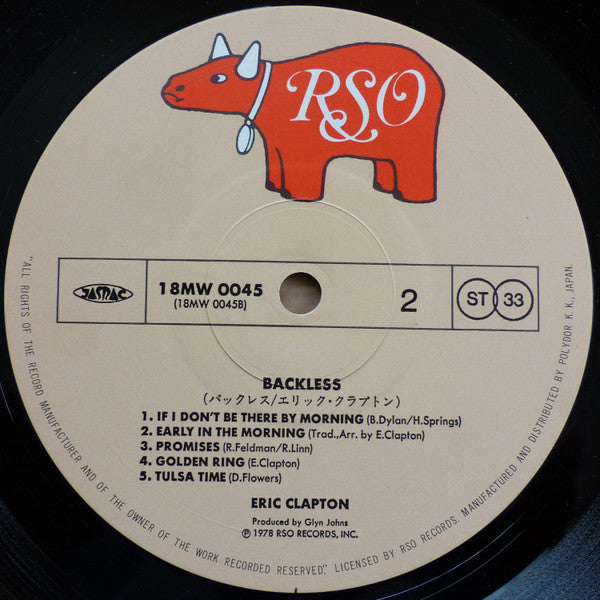 RSO
JASRAC
18MW 0045
(18MW 0045B)
2
ST 33
BACKLESS
(バックレス/エリック・クラプトン)
1. IF I DON'T BE THERE BY MORNING (B.Dylan/H.Springs)
2. EARLY IN THE MORNING (Trad.,Arr. by E.Clapton)
3. PROMISES (R.Feldman/R.Linn)
4. GOLDEN RING (E.Clapton)
5. TULSA TIME (D.Flowers)
ERIC CLAPTON
Produced by Glyn Johns
℗ 1978 RSO RECORDS, INC.
"ALL RIGHTS OF THE RECORD MANUFACTURER AND OF THE OWNER OF THE WORK RECORDED RESERVED", LICENSED BY RSO RECORDS. MANUFACTURED AND DISTRIBUTED BY POLYDOR K. K., JAPAN.